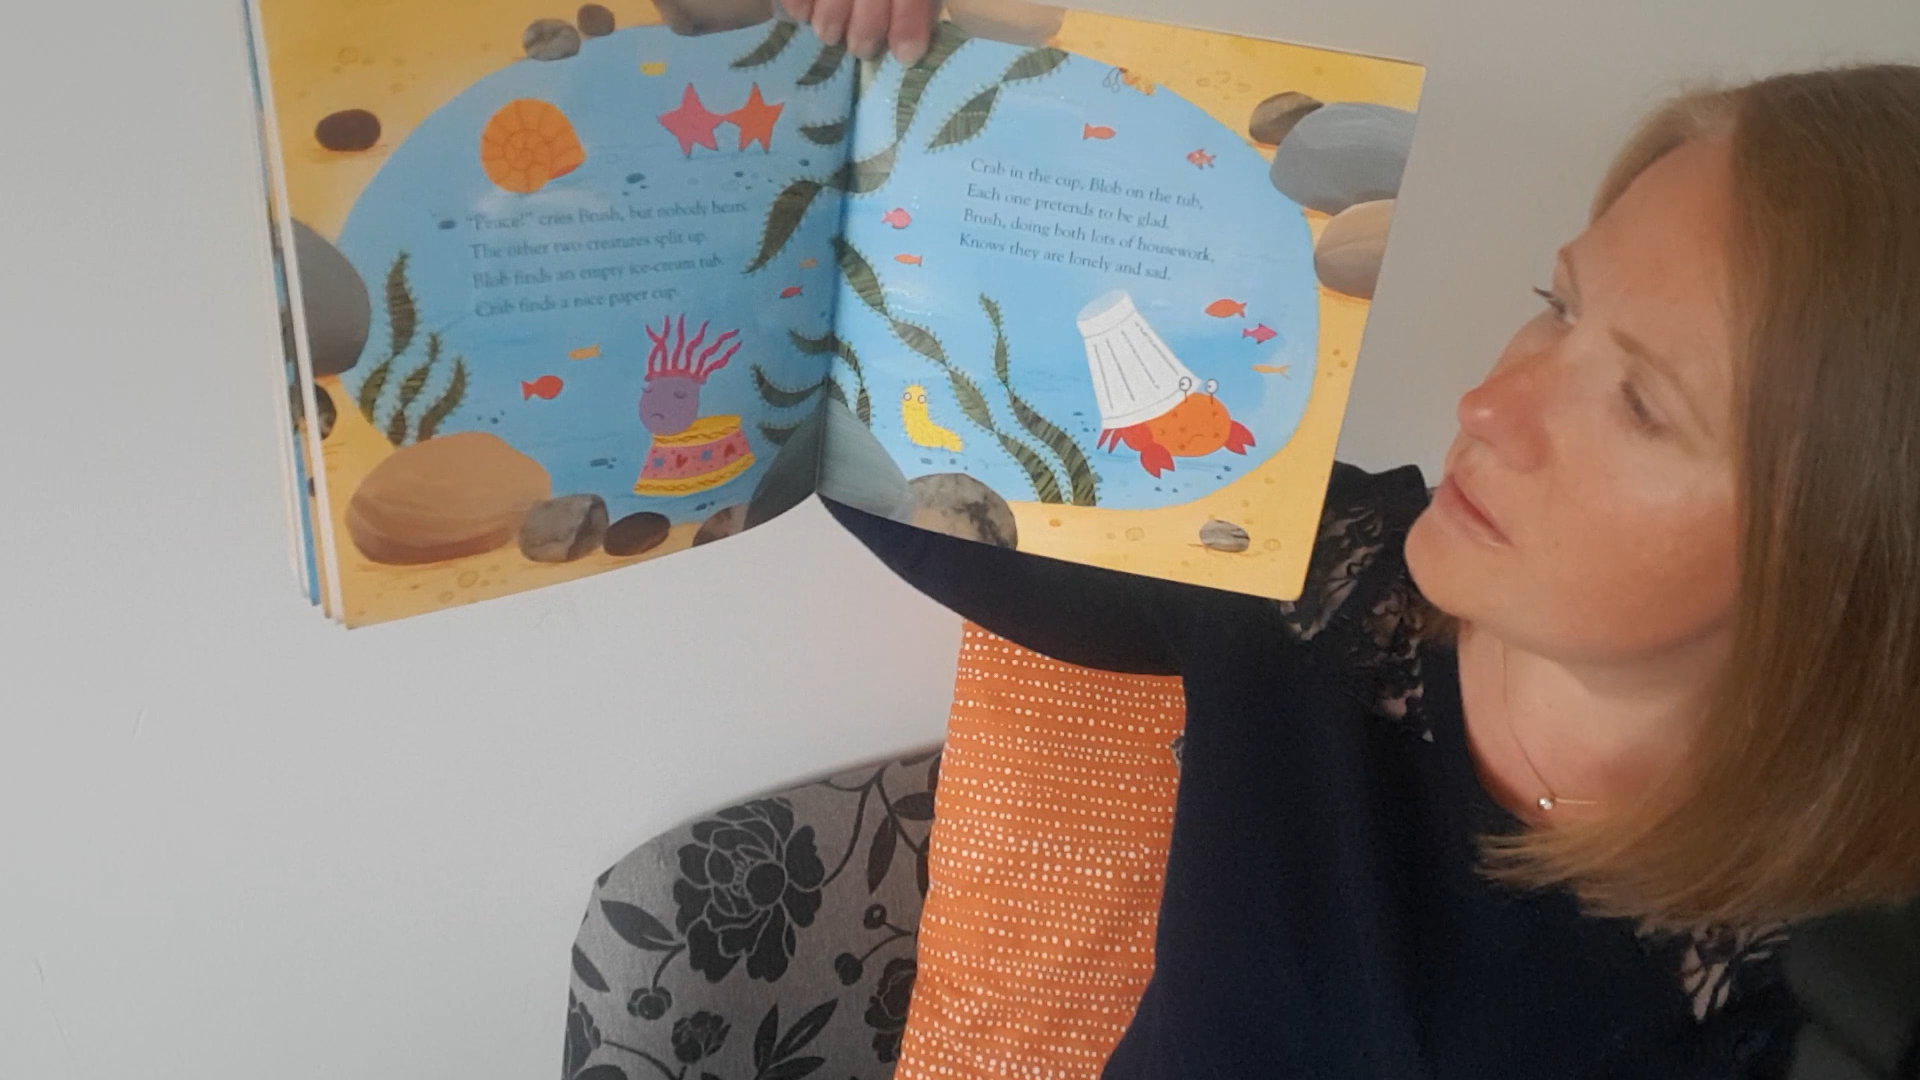 "Peace!" cries Brush, but nobody hears.
The other two creatures split up.
Blob finds an empty ice-cream tub.
Crab finds a nice paper cup.
Crab in the cup, Blob on the tub,
Each one pretends to be glad.
Brush, doing both lots of housework,
Knows they are lonely and sad.